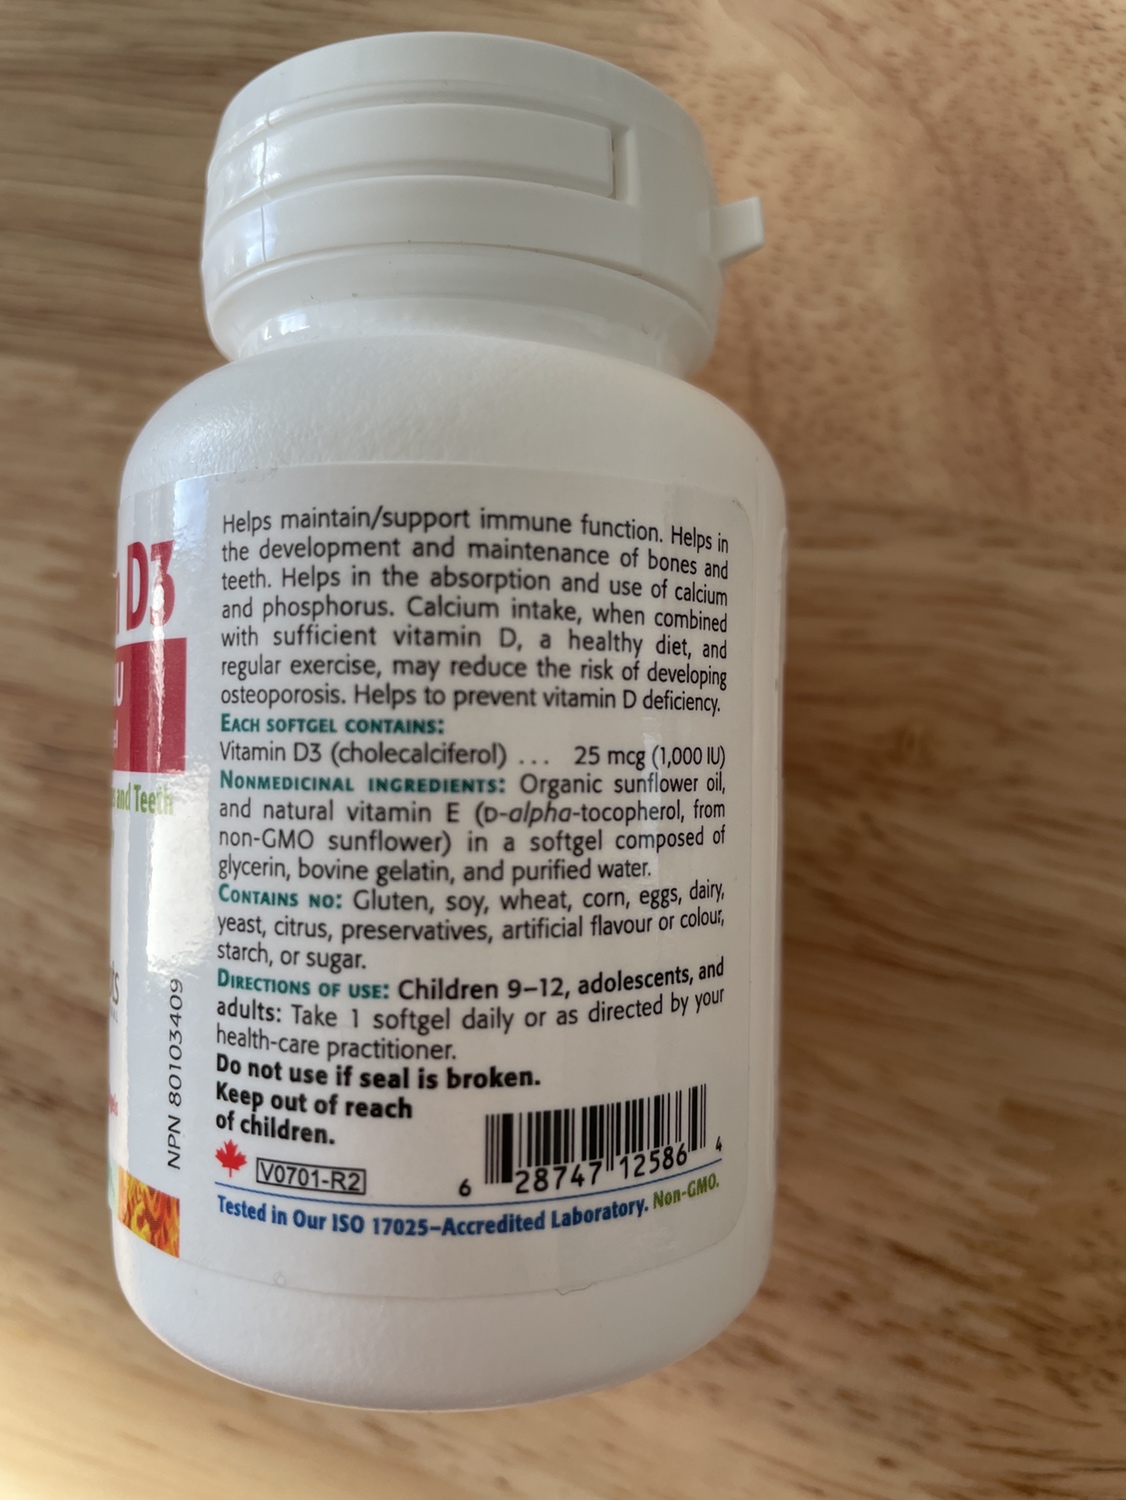 D3
IU
and Teeth
NPN 80103409
Helps maintain/support immune function. Helps in
the development and maintenance of bones and
teeth. Helps in the absorption and use of calcium
and phosphorus. Calcium intake, when combined
with sufficient vitamin D, a healthy diet, and
regular exercise, may reduce the risk of developing
osteoporosis. Helps to prevent vitamin D deficiency.
EACH SOFTGEL CONTAINS:
Vitamin D3 (cholecalciferol) ... 25 mcg (1,000 IU)
NONMEDICINAL INGREDIENTS: Organic sunflower oil,
and natural vitamin E (D-alpha-tocopherol, from
non-GMO sunflower) in a softgel composed of
glycerin, bovine gelatin, and purified water.
CONTAINS NO: Gluten, soy, wheat, corn, eggs, dairy,
yeast, citrus, preservatives, artificial flavour or colour,
starch, or sugar.
DIRECTIONS OF USE: Children 9–12, adolescents, and
adults: Take 1 softgel daily or as directed by your
health-care practitioner.
Do not use if seal is broken.
Keep out of reach
of children.
V0701-R2
6 28747 12586 4
Tested in Our ISO 17025–Accredited Laboratory. Non-GMO.